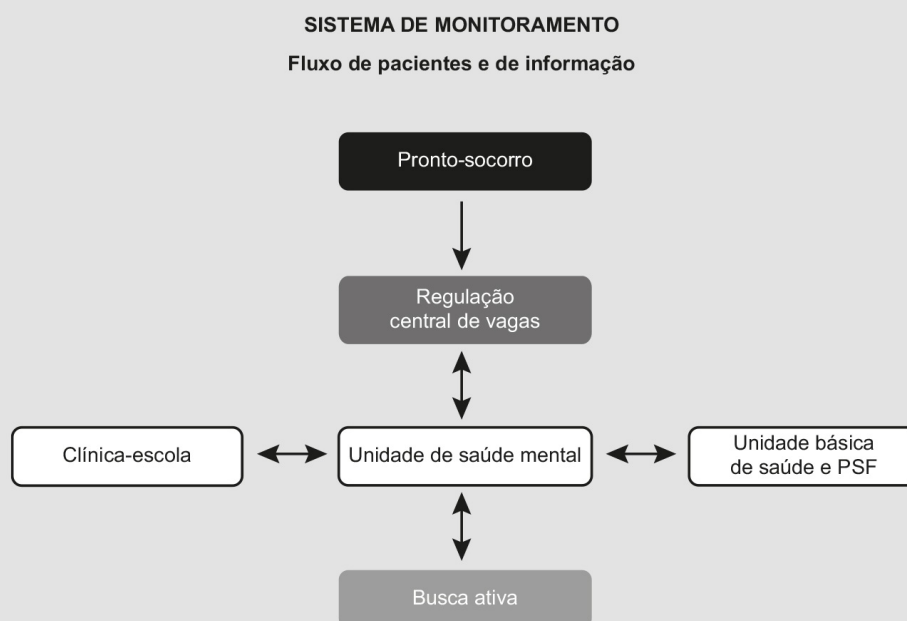 SISTEMA DE MONITORAMENTO
Fluxo de pacientes e de informação
Pronto-socorro
Regulação
central de vagas
Clínica-escola
Unidade de saúde mental
Unidade básica
de saúde e PSF
Busca ativa